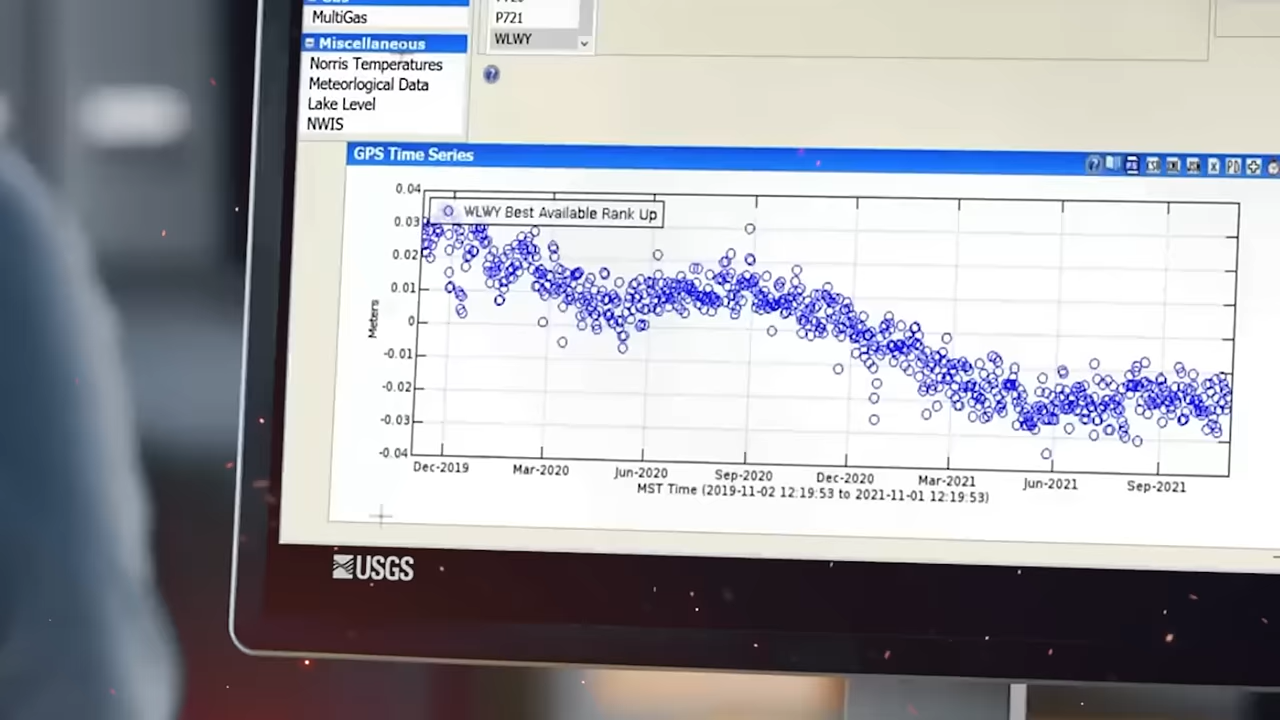 MultiGas
P721
WLWY
Miscellaneous
Norris Temperatures
Meteorlogical Data
Lake Level
NWIS
GPS Time Series
0.04
WLWY Best Available Rank Up
0.03
0.02
0.01
Meters
0
-0.01
-0.02
-0.03
-0.04
Dec-2019 Mar-2020 Jun-2020 Sep-2020 Dec-2020 Mar-2021 Jun-2021 Sep-2021
MST Time (2019-11-02 12:19:53 to 2021-11-01 12:19:53)
USGS